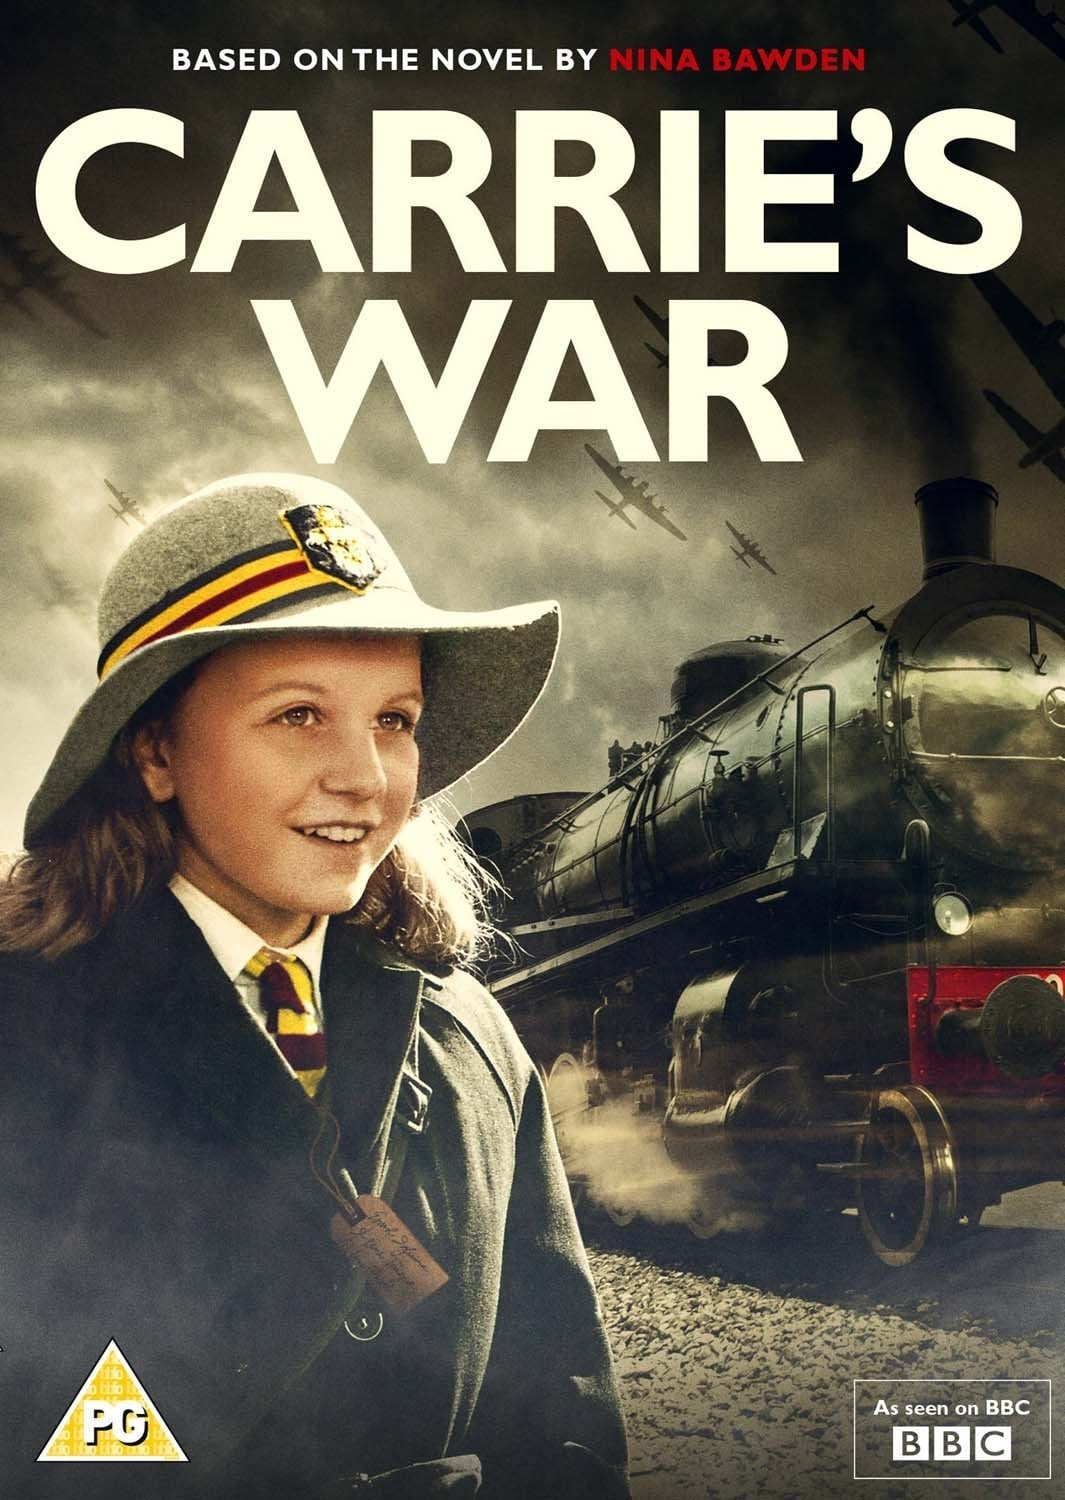 BASED ON THE NOVEL BY NINA BAWDEN
CARRIE'S
WAR
PG
As seen on BBC
BBC